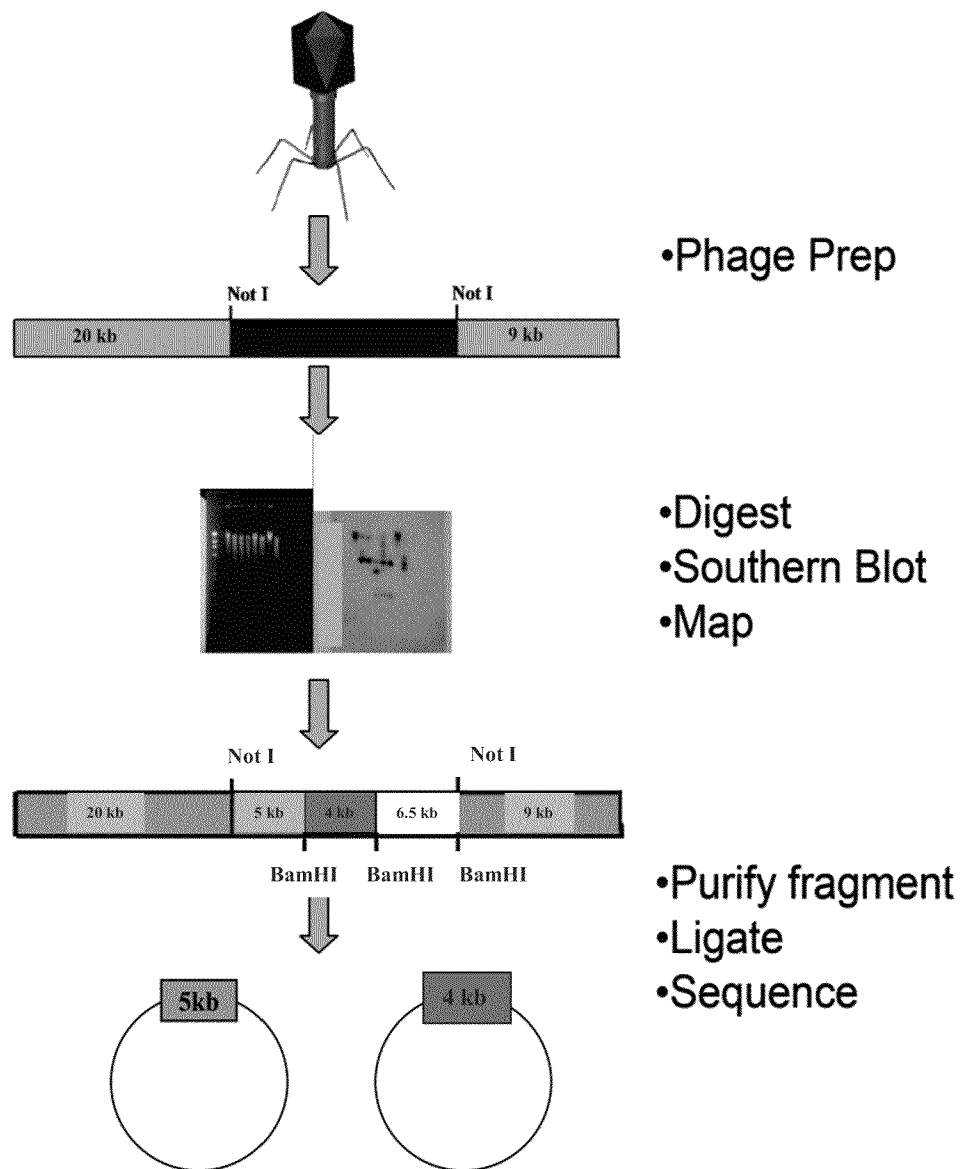 •Phage Prep
Not I
Not I
20 kb
9 kb
•Digest
•Southern Blot
•Map
Not I
Not I
20 kb
5 kb
4 kb
6.5 kb
9 kb
BamHI
BamHI
BamHI
•Purify fragment
•Ligate
•Sequence
5kb
4 kb